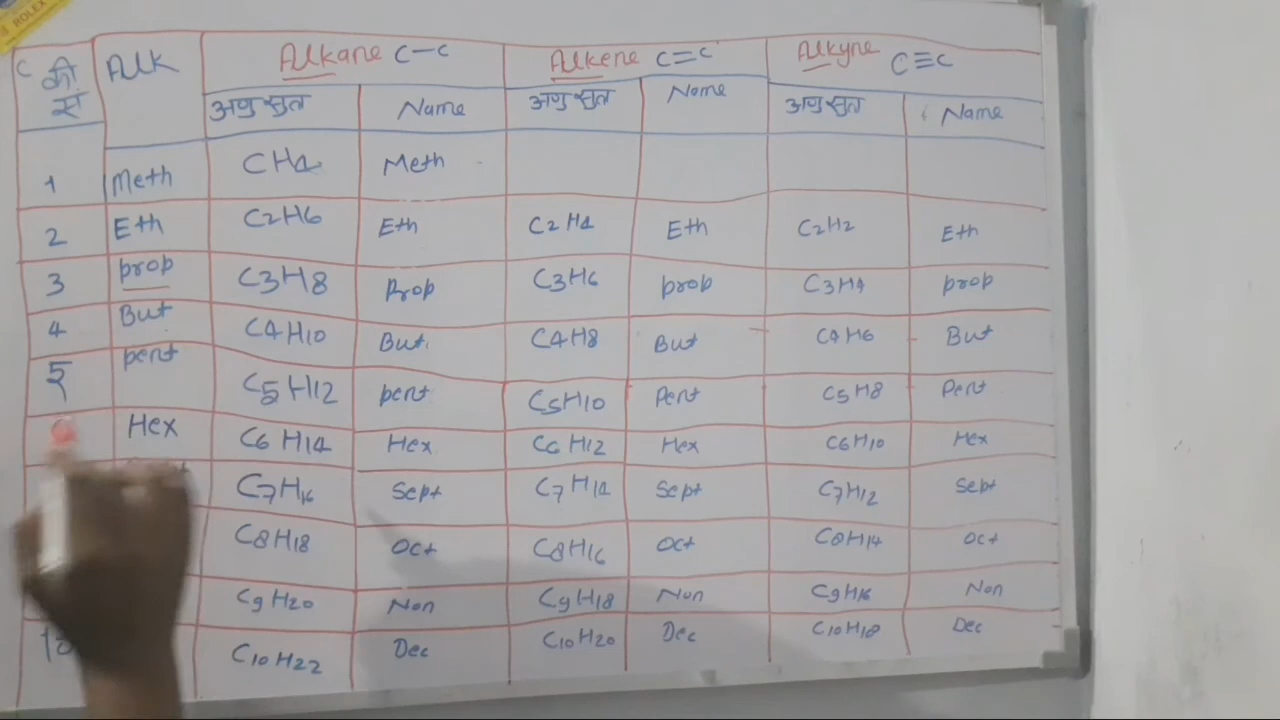 ROLEX
C की सं Alk Alkane C-C Alkene C=C Alkyne C≡C
अणु सुत्र Name अणु सुत्र Name अणु सुत्र Name
1 Meth CH4 Meth
2 Eth C2H6 Eth C2H4 Eth C2H2 Eth
3 prop C3H8 Prop C3H6 prop C3H4 prop
4 But C4H10 But C4H8 But C4H6 But
5 pent C5H12 pent C5H10 Pent C5H8 Pent
Hex C6H14 Hex C6H12 Hex C6H10 Hex
C7H16 Sept C7H14 Sept C7H12 Sept
C8H18 Oct C8H16 Oct C8H14 Oct
C9H20 Non C9H18 Non C9H16 Non
10 C10H22 Dec C10H20 Dec C10H18 Dec